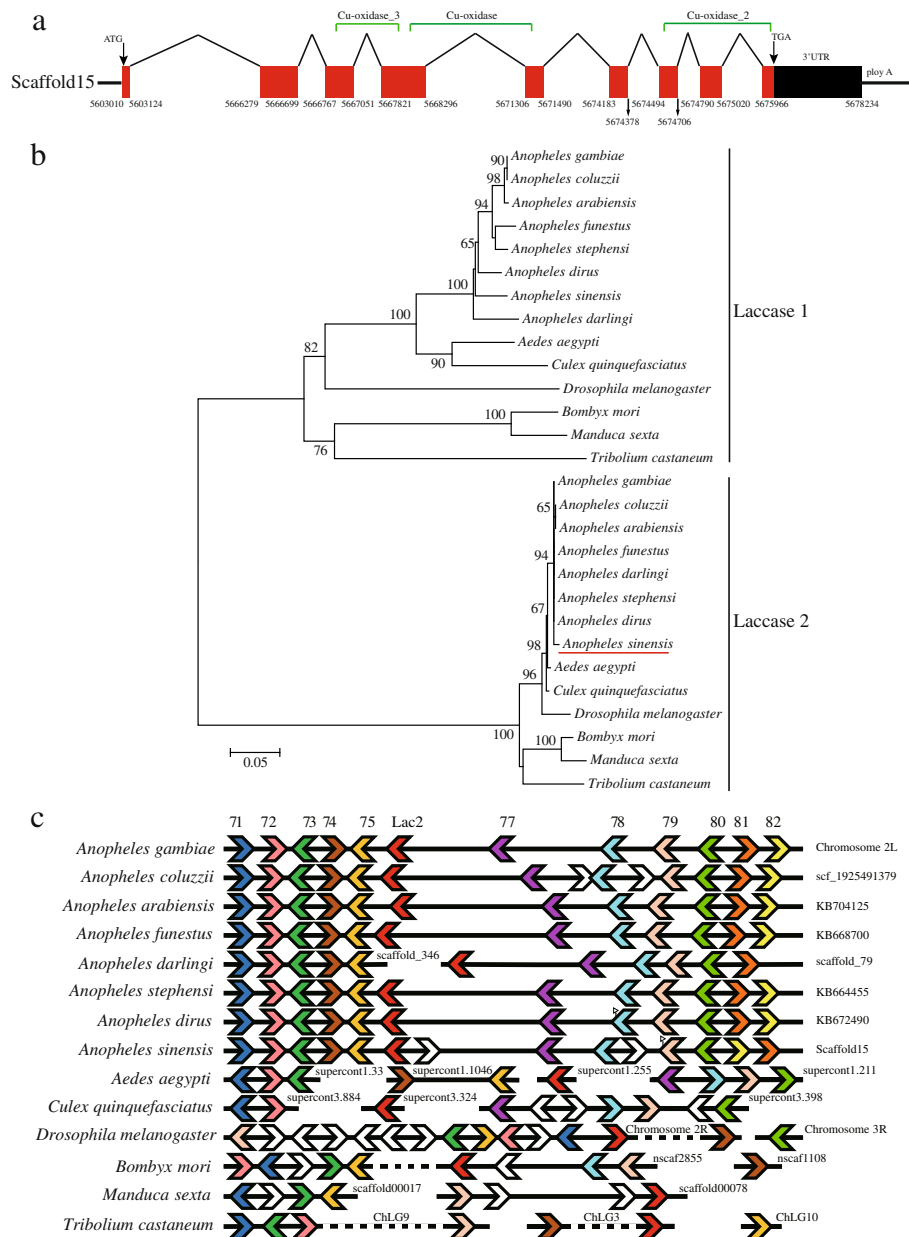 a
Cu-oxidase_3 Cu-oxidase Cu-oxidase_2
ATG TGA
3'UTR
Scaffold15 ploy A
5603010 5603124 5666279 5666699 5666767 5667051 5667821 5668296 5671306 5671490 5674183 5674494 5674790 5675020 5675966 5678234
5674378 5674706
b
90 Anopheles gambiae
98 Anopheles coluzzii
94 Anopheles arabiensis
Anopheles funestus
65 Anopheles stephensi
Anopheles dirus
100 Anopheles sinensis
100 Anopheles darlingi
Laccase 1
Aedes aegypti
82 90 Culex quinquefasciatus
Drosophila melanogaster
100 Bombyx mori
76 Manduca sexta
Tribolium castaneum
Anopheles gambiae
65 Anopheles coluzzii
Anopheles arabiensis
94 Anopheles funestus
Anopheles darlingi
67 Anopheles stephensi
Anopheles dirus
Laccase 2
98 Anopheles sinensis
96 Aedes aegypti
Culex quinquefasciatus
Drosophila melanogaster
100 100 Bombyx mori
0.05 Manduca sexta
Tribolium castaneum
c
71 72 73 74 75 Lac2 77 78 79 80 81 82
Anopheles gambiae Chromosome 2L
Anopheles coluzzii scf_1925491379
Anopheles arabiensis KB704125
Anopheles funestus KB668700
Anopheles darlingi scaffold_346 scaffold_79
Anopheles stephensi KB664455
Anopheles dirus KB672490
Anopheles sinensis Scaffold15
Aedes aegypti supercont1.33 supercont1.1046 supercont1.255 supercont1.211
Culex quinquefasciatus supercont3.884 supercont3.324 supercont3.398
Drosophila melanogaster Chromosome 2R Chromosome 3R
Bombyx mori nscaf2855 nscaf1108
Manduca sexta scaffold00017 scaffold00078
Tribolium castaneum ChLG9 ChLG3 ChLG10